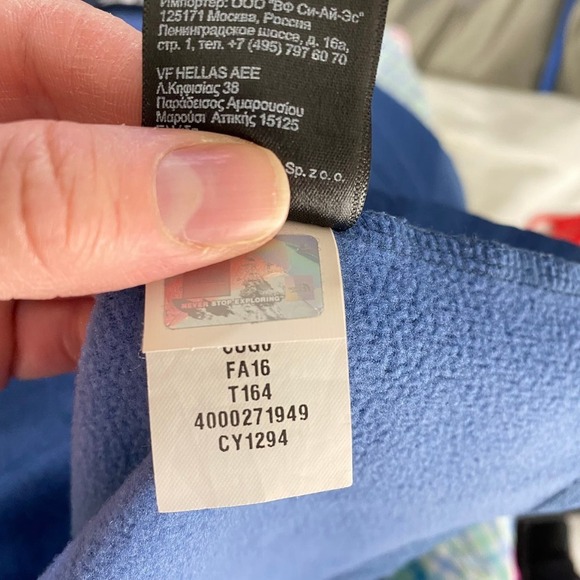 Импортер: ООО "ВФ Си-Ай-Эс"
125171 Москва, Россия
Ленинградское шоссе, д. 16а,
стр. 1, тел. +7 (495) 797 60 70
VF HELLAS AEE
Λ.Κηφισίας 38
Παράδεισος Αμαρουσίου
Μαρούσι Αττικής 15125
Sp. z o. o.
NEVER STOP EXPLORING
FA16
T164
4000271949
CY1294